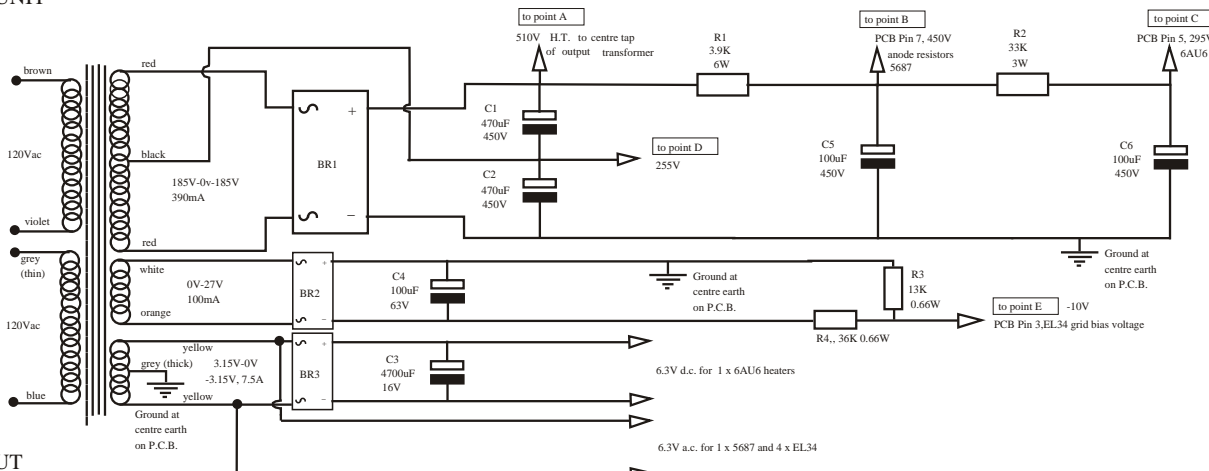 UNIT
to point A
510V H.T. to centre tap
of output transformer
R1
3.9K
6W
to point B
PCB Pin 7, 450V
anode resistors
5687
R2
33K
3W
to point C
PCB Pin 5, 295V
6AU6
brown
120Vac
violet
grey
(thin)
120Vac
blue
red
black
185V-0v-185V
390mA
red
BR1
+
−
C1
470uF
450V
C2
470uF
450V
to point D
255V
C5
100uF
450V
C6
100uF
450V
Ground at
centre earth
on P.C.B.
white
0V-27V
100mA
orange
BR2
+
−
C4
100uF
63V
Ground at
centre earth
on P.C.B.
R3
13K
0.66W
R4,, 36K 0.66W
to point E -10V
PCB Pin 3,EL34 grid bias voltage
yellow
grey (thick)
3.15V-0V
-3.15V, 7.5A
yellow
Ground at
centre earth
on P.C.B.
BR3
+
−
C3
4700uF
16V
6.3V d.c. for 1 x 6AU6 heaters
6.3V a.c. for 1 x 5687 and 4 x EL34